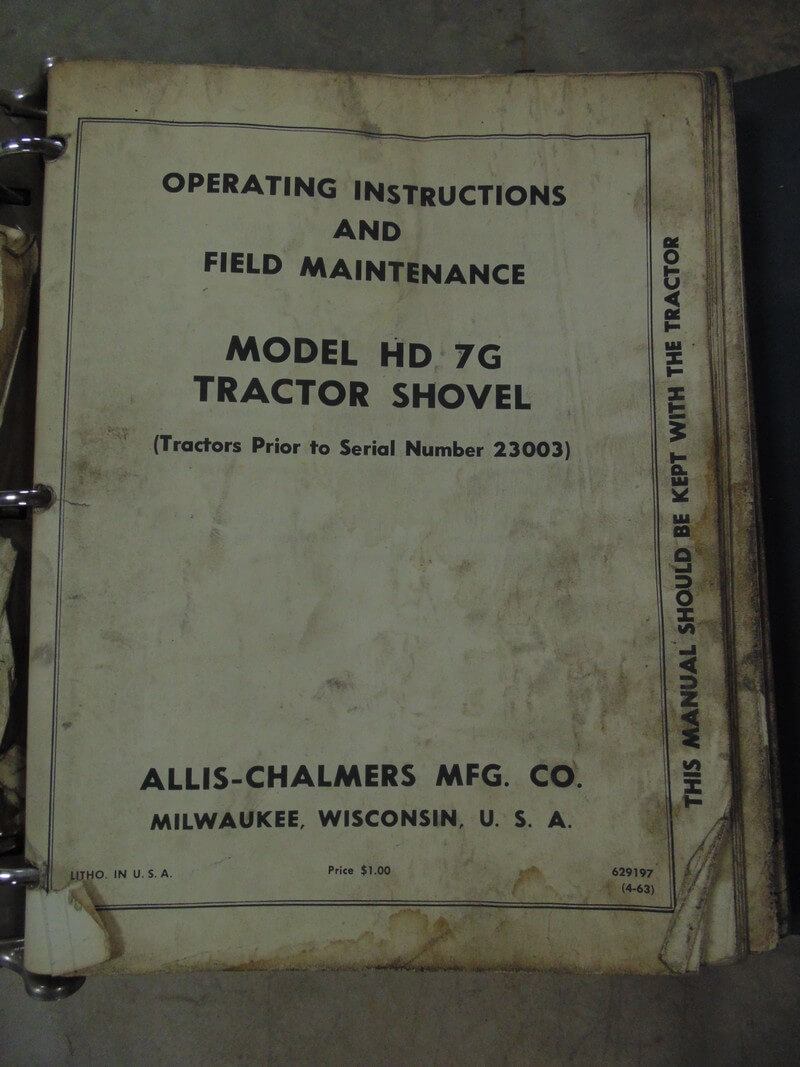 OPERATING INSTRUCTIONS
AND
FIELD MAINTENANCE
MODEL HD 7G
TRACTOR SHOVEL
(Tractors Prior to Serial Number 23003)
ALLIS-CHALMERS MFG. CO.
MILWAUKEE, WISCONSIN, U. S. A.
LITHO. IN U. S. A.
Price $1.00
629197
(4-63)
THIS MANUAL SHOULD BE KEPT WITH THE TRACTOR